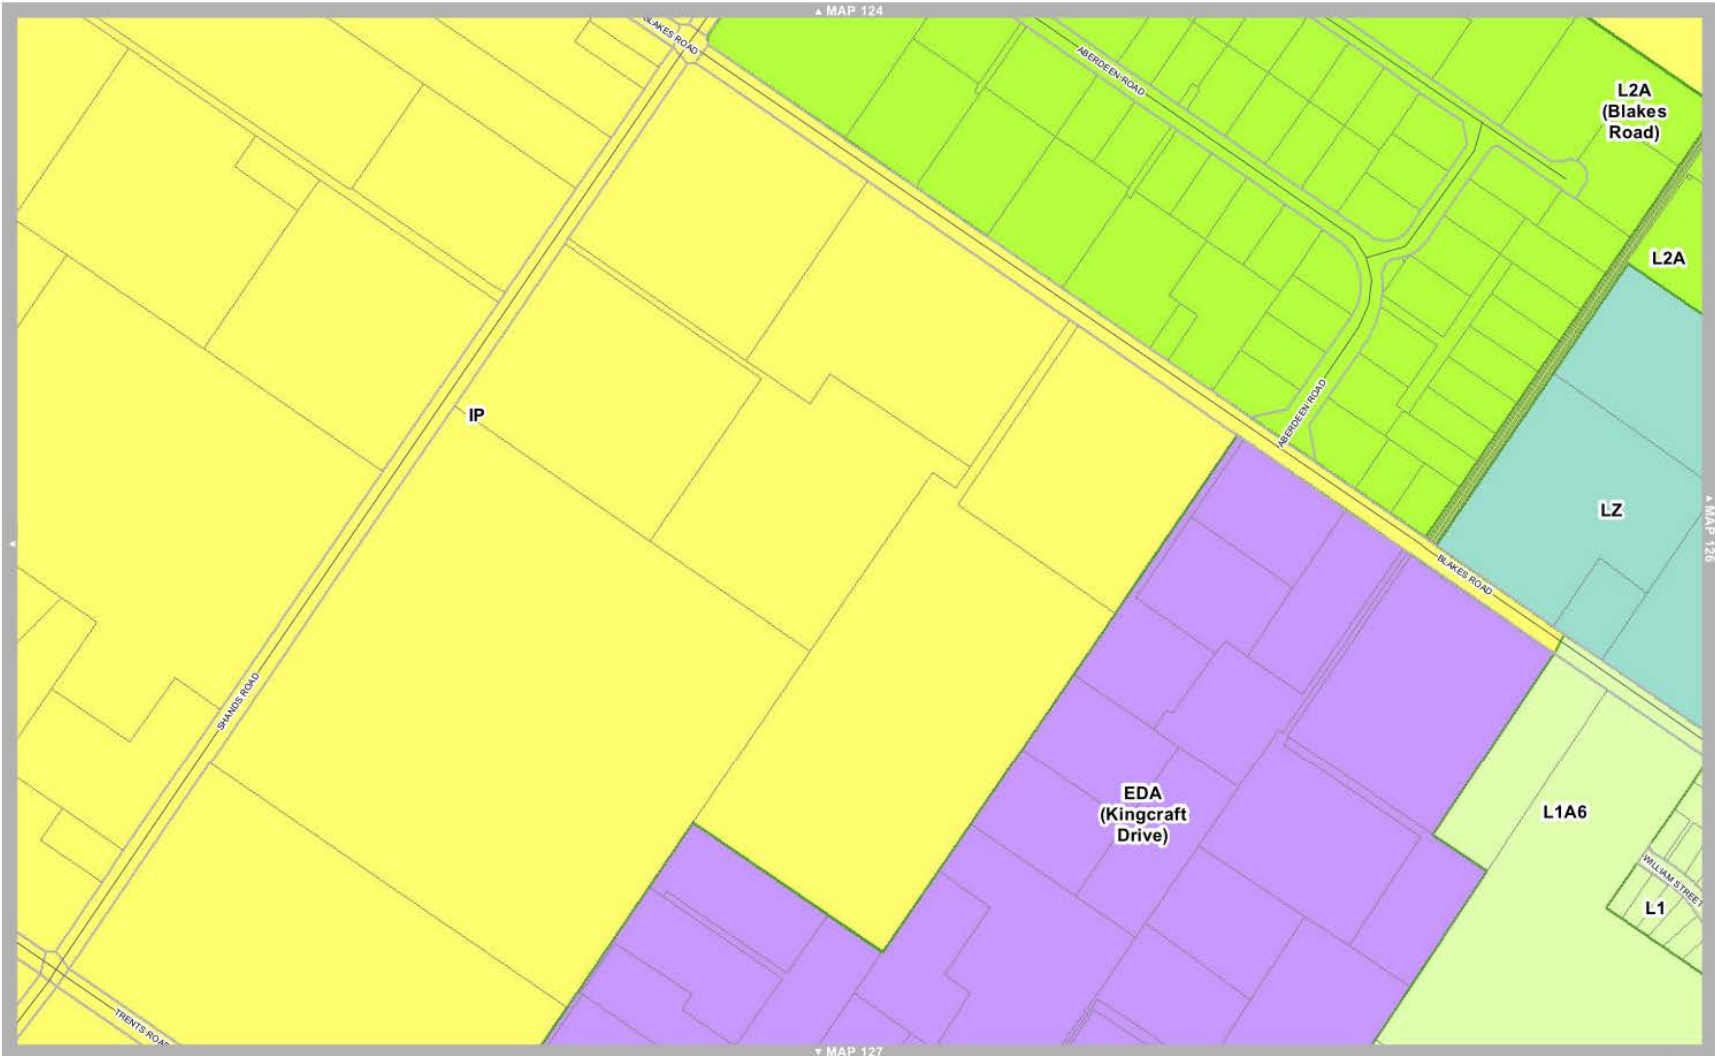 ▲ MAP 124
BLAKES ROAD
ABERDEEN ROAD
L2A
(Blakes
Road)
L2A
IP
ABERDEEN ROAD
LZ
▲ MAP 126
BLAKES ROAD
SHANDS ROAD
EDA
(Kingcraft
Drive)
L1A6
WILLIAM STREET
L1
TRENTS ROAD
▼ MAP 127